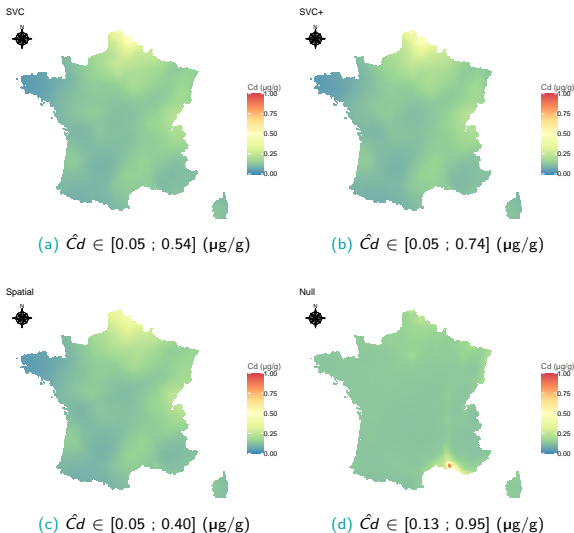 SVC
N
Cd (µg/g)
1.00
0.75
0.50
0.25
0.00
(a) Ĉd ∈ [0.05 ; 0.54] (µg/g)
SVC+
N
Cd (µg/g)
1.00
0.75
0.50
0.25
0.00
(b) Ĉd ∈ [0.05 ; 0.74] (µg/g)
Spatial
N
Cd (µg/g)
1.00
0.75
0.50
0.25
0.00
(c) Ĉd ∈ [0.05 ; 0.40] (µg/g)
Null
N
Cd (µg/g)
1.00
0.75
0.50
0.25
0.00
(d) Ĉd ∈ [0.13 ; 0.95] (µg/g)